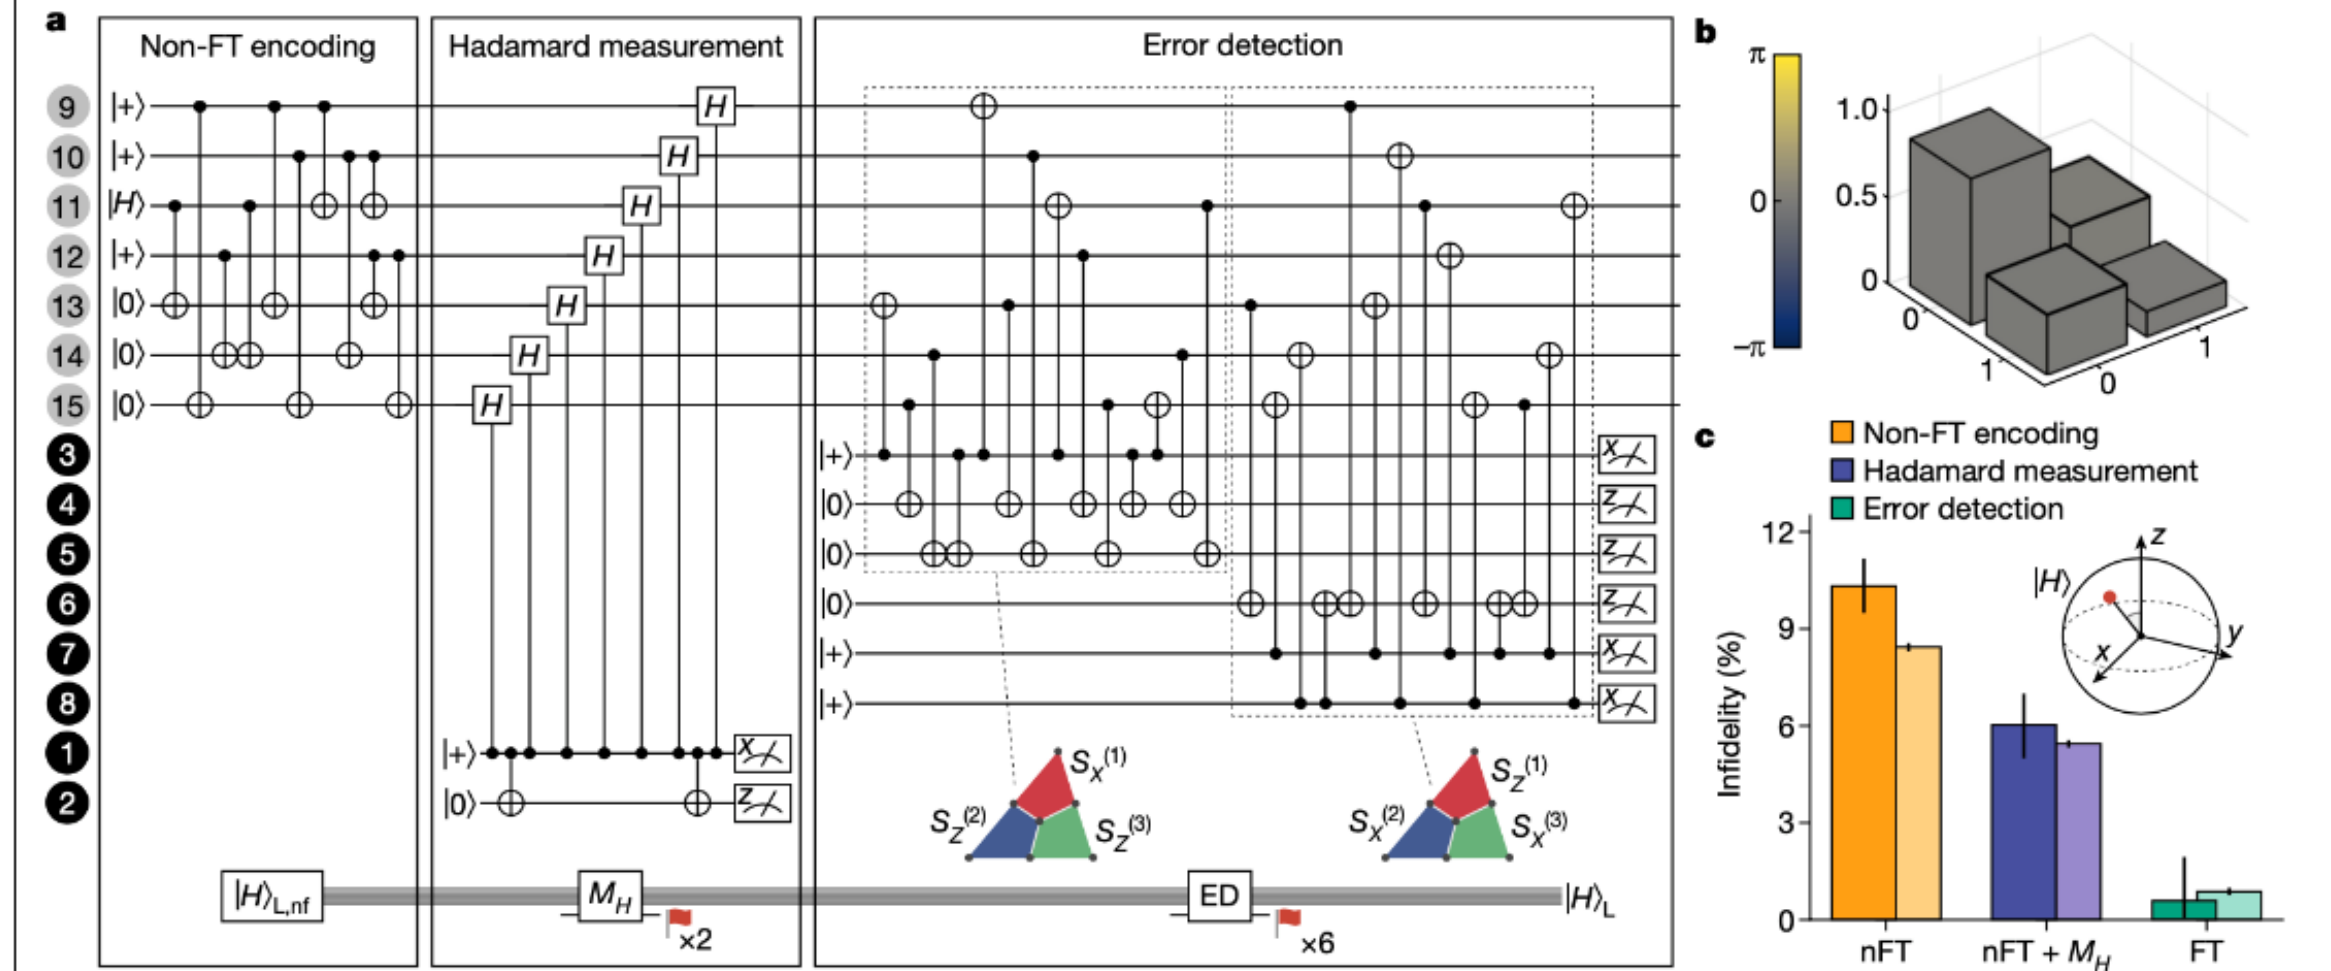 a
Non-FT encoding
Hadamard measurement
Error detection
9 |+⟩ H
10 |+⟩ H
11 |H⟩ H
12 |+⟩ H
13 |0⟩ H
14 |0⟩ H
15 |0⟩ H
3 |+⟩ X
4 |0⟩ Z
5 |0⟩ Z
6 |0⟩ Z
7 |+⟩ X
8 |+⟩ X
1 |+⟩ X
2 |0⟩ Z
S_X^(1)
S_Z^(2)
S_Z^(3)
S_Z^(1)
S_X^(2)
S_X^(3)
|H⟩_L,nf
M_H
×2
ED
×6
|H⟩_L
b
π
0
−π
1.0
0.5
0
0
1
0
1
c
Non-FT encoding
Hadamard measurement
Error detection
Infidelity (%)
12
9
6
3
0
|H⟩
z
y
x
nFT
nFT + M_H
FT